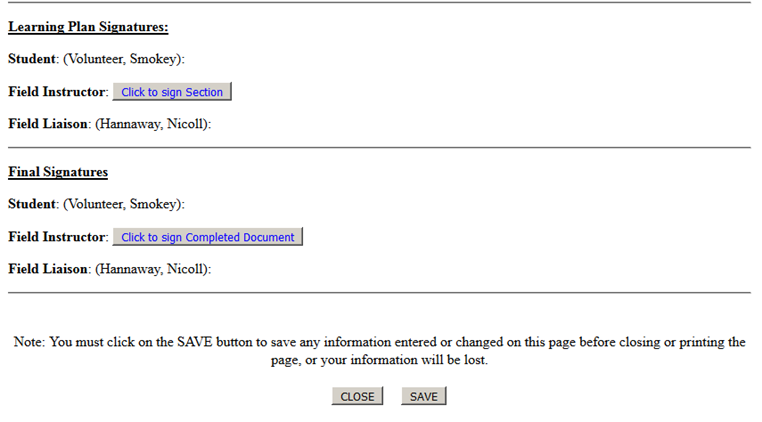 Learning Plan Signatures:
Student: (Volunteer, Smokey):
Field Instructor: Click to sign Section
Field Liaison: (Hannaway, Nicoll):
Final Signatures
Student: (Volunteer, Smokey):
Field Instructor: Click to sign Completed Document
Field Liaison: (Hannaway, Nicoll):
Note: You must click on the SAVE button to save any information entered or changed on this page before closing or printing the
page, or your information will be lost.
CLOSE SAVE